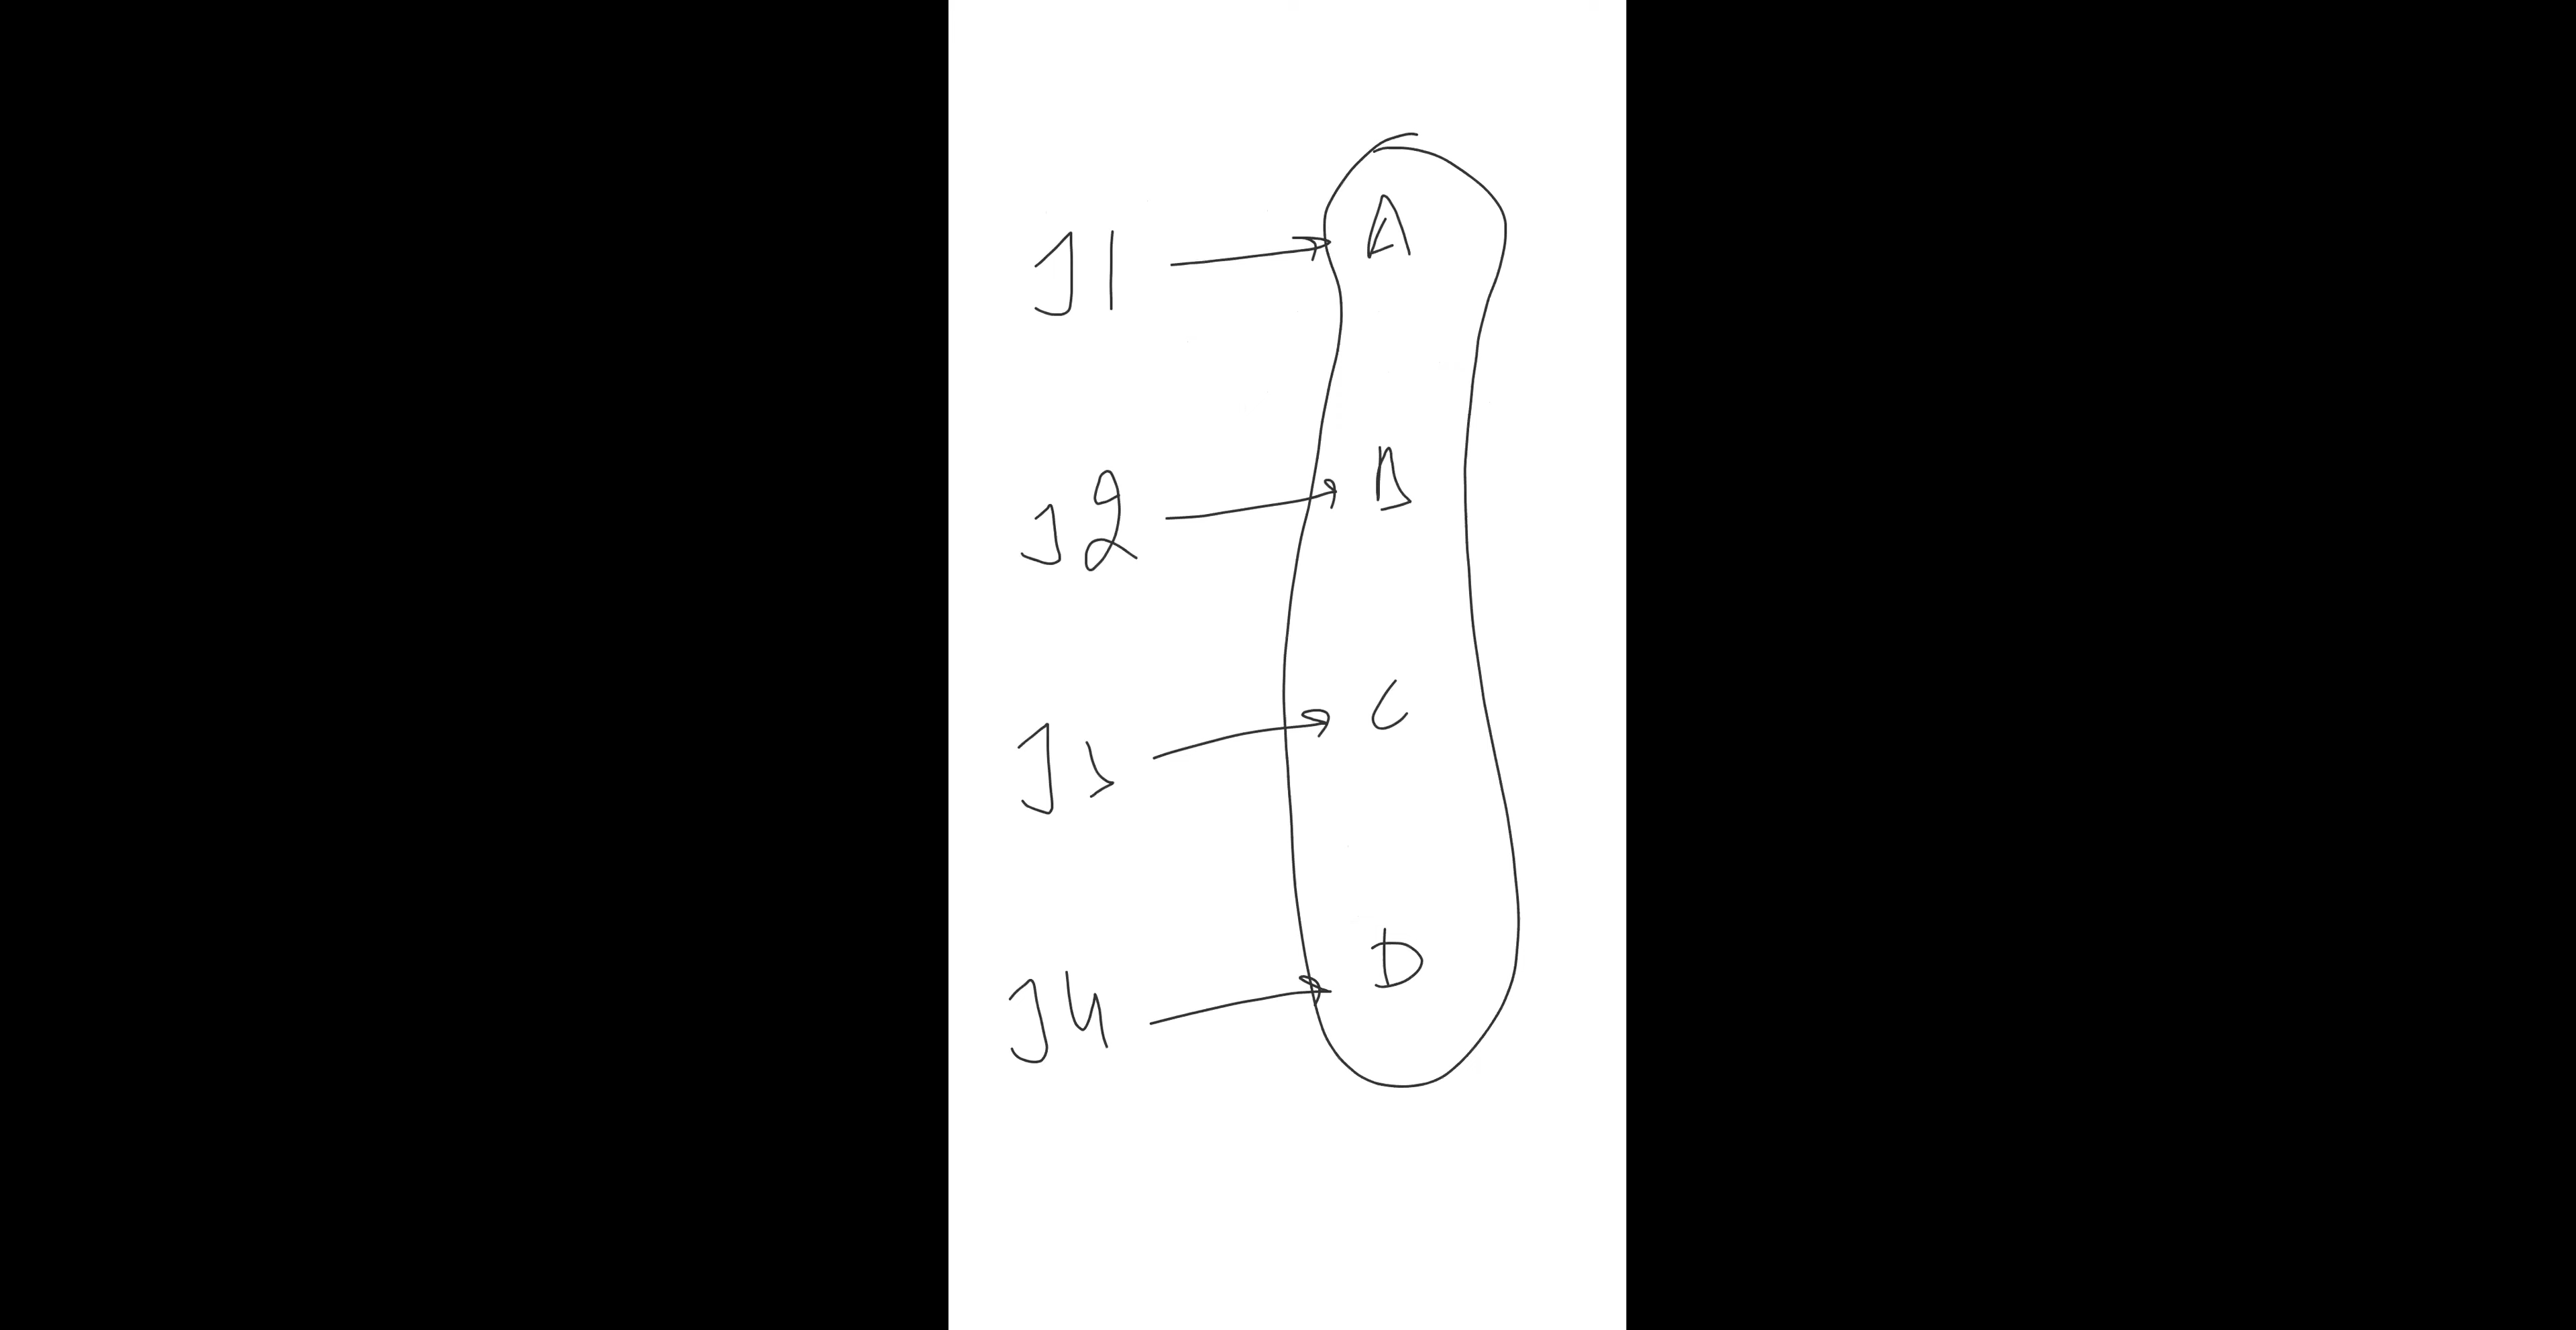 J1 → A
J2 → B
J3 → C
J4 → D